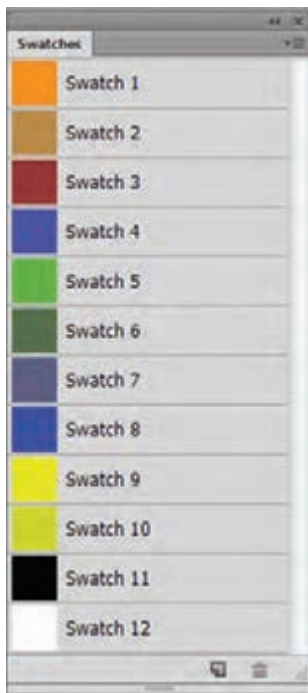 Swatches
Swatch 1
Swatch 2
Swatch 3
Swatch 4
Swatch 5
Swatch 6
Swatch 7
Swatch 8
Swatch 9
Swatch 10
Swatch 11
Swatch 12